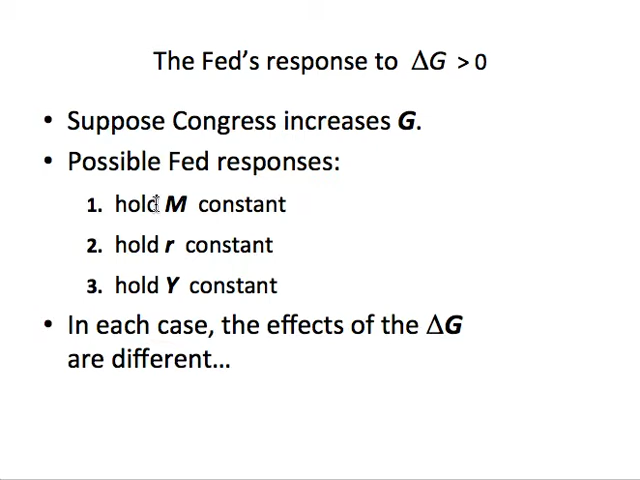 The Fed's response to ΔG > 0
• Suppose Congress increases G.
• Possible Fed responses:
1. hold M constant
2. hold r constant
3. hold Y constant
• In each case, the effects of the ΔG
are different…